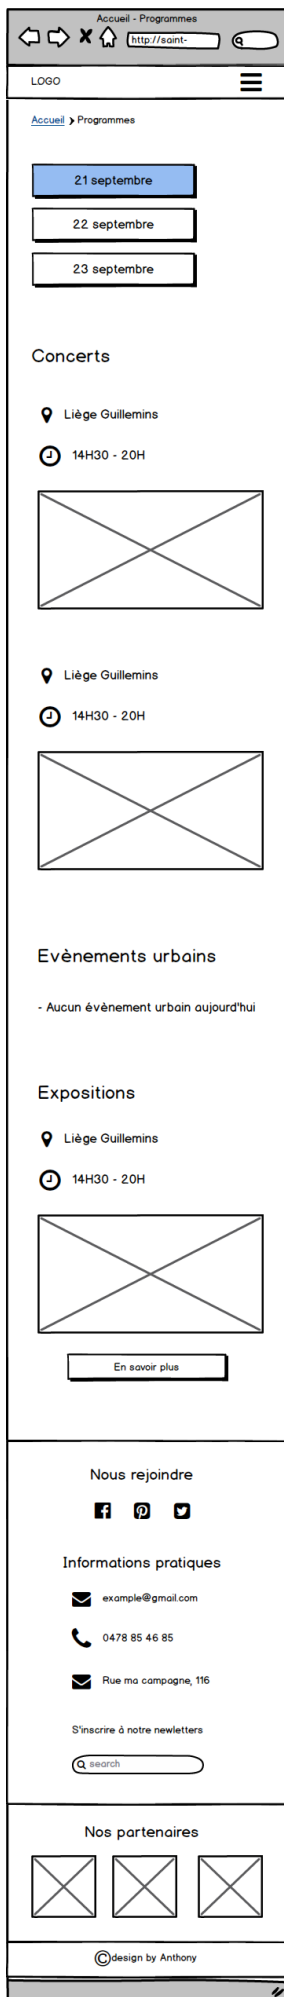 Accueil - Programmes
http://saint-
LOGO
Accueil Programmes
21 septembre
22 septembre
23 septembre
Concerts
Liège Guillemins
14H30 - 20H
Liège Guillemins
14H30 - 20H
Evènements urbains
- Aucun évènement urbain aujourd'hui
Expositions
Liège Guillemins
14H30 - 20H
En savoir plus
Nous rejoindre
Informations pratiques
example@gmail.com
0478 85 46 85
Rue ma campagne, 116
S'inscrire à notre newletters
search
Nos partenaires
©design by Anthony